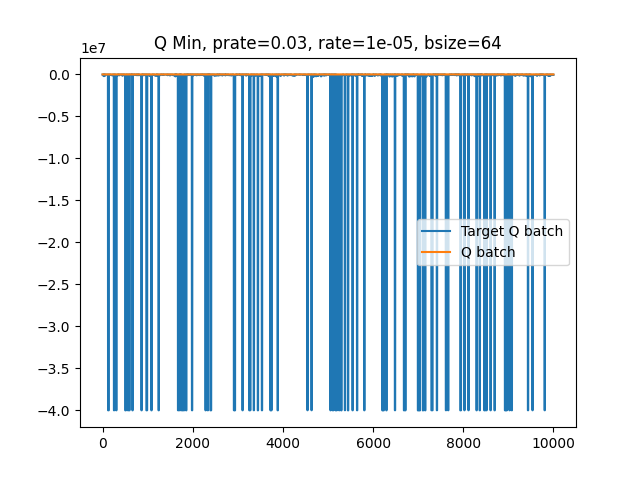 Q Min, prate=0.03, rate=1e-05, bsize=64
1e7
0.0
−0.5
−1.0
−1.5
−2.0
−2.5
−3.0
−3.5
−4.0
Target Q batch
Q batch
0 2000 4000 6000 8000 10000